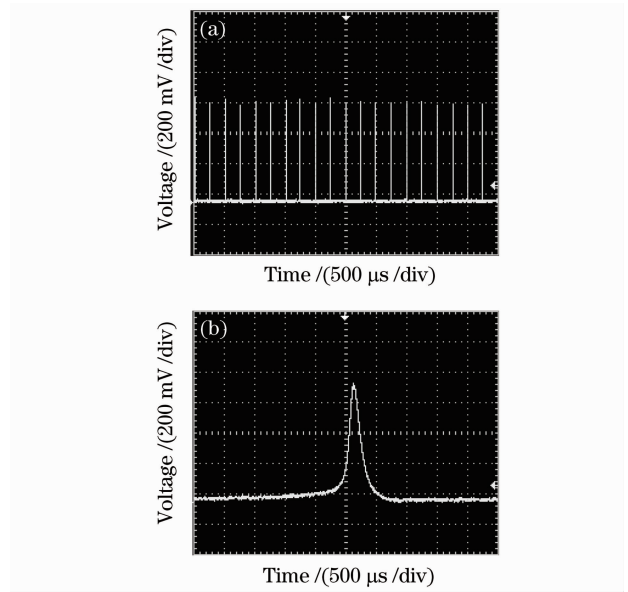 (a)
Voltage /(200 mV /div)
Time /(500 μs /div)
(b)
Voltage /(200 mV /div)
Time /(500 μs /div)